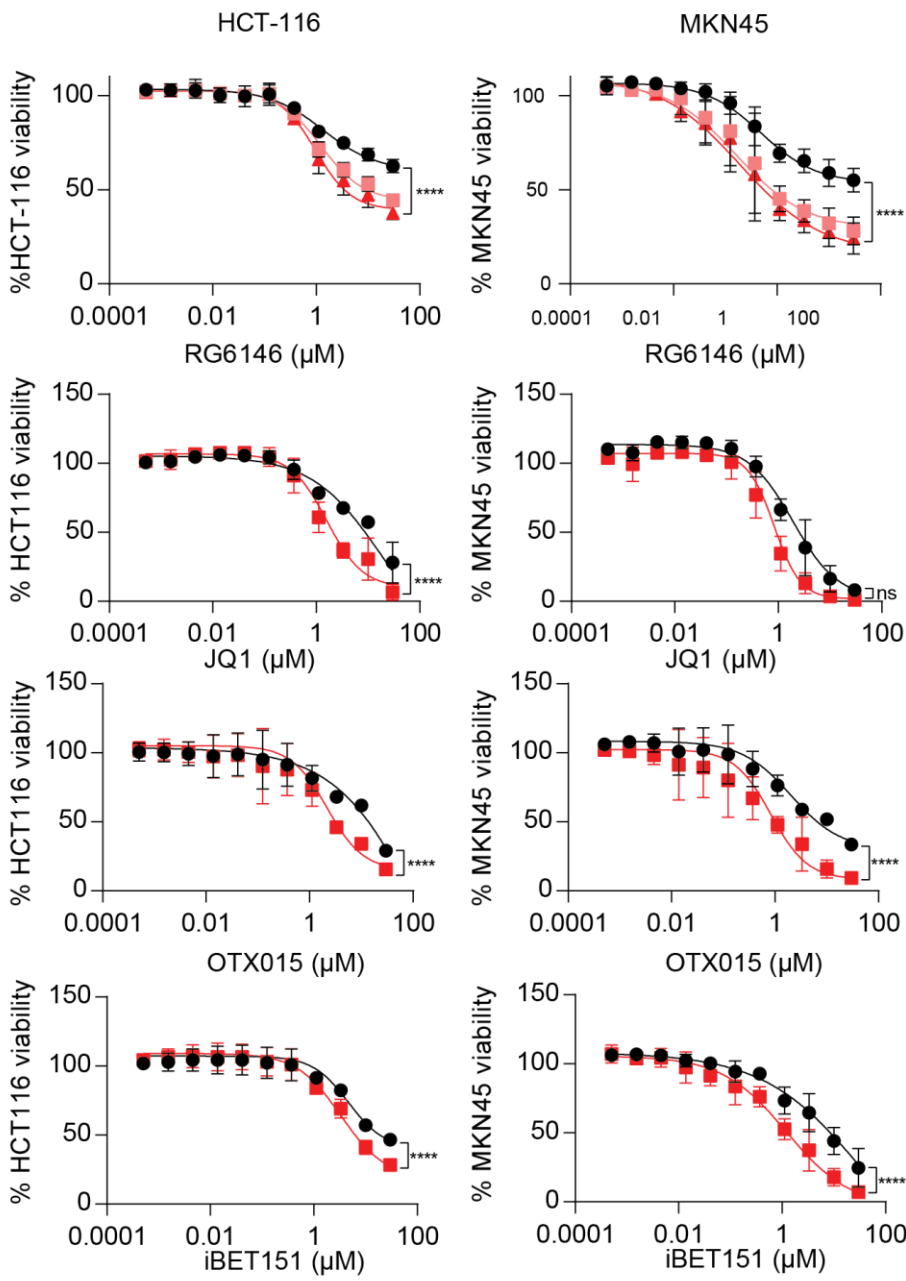 HCT-116
MKN45
%HCT-116 viability
100
50
0
****
0.0001 0.01 1 100
RG6146 (µM)
% MKN45 viability
100
50
0
****
0.0001 0.01 1 100
RG6146 (µM)
% HCT116 viability
150
100
50
0
****
0.0001 0.01 1 100
JQ1 (µM)
% MKN45 viability
150
100
50
0
ns
0.0001 0.01 1 100
JQ1 (µM)
% HCT116 viability
150
100
50
0
****
0.0001 0.01 1 100
OTX015 (µM)
% MKN45 viability
150
100
50
0
****
0.0001 0.01 1 100
OTX015 (µM)
% HCT116 viability
150
100
50
0
****
0.0001 0.01 1 100
iBET151 (µM)
% MKN45 viability
150
100
50
0
****
0.0001 0.01 1 100
iBET151 (µM)